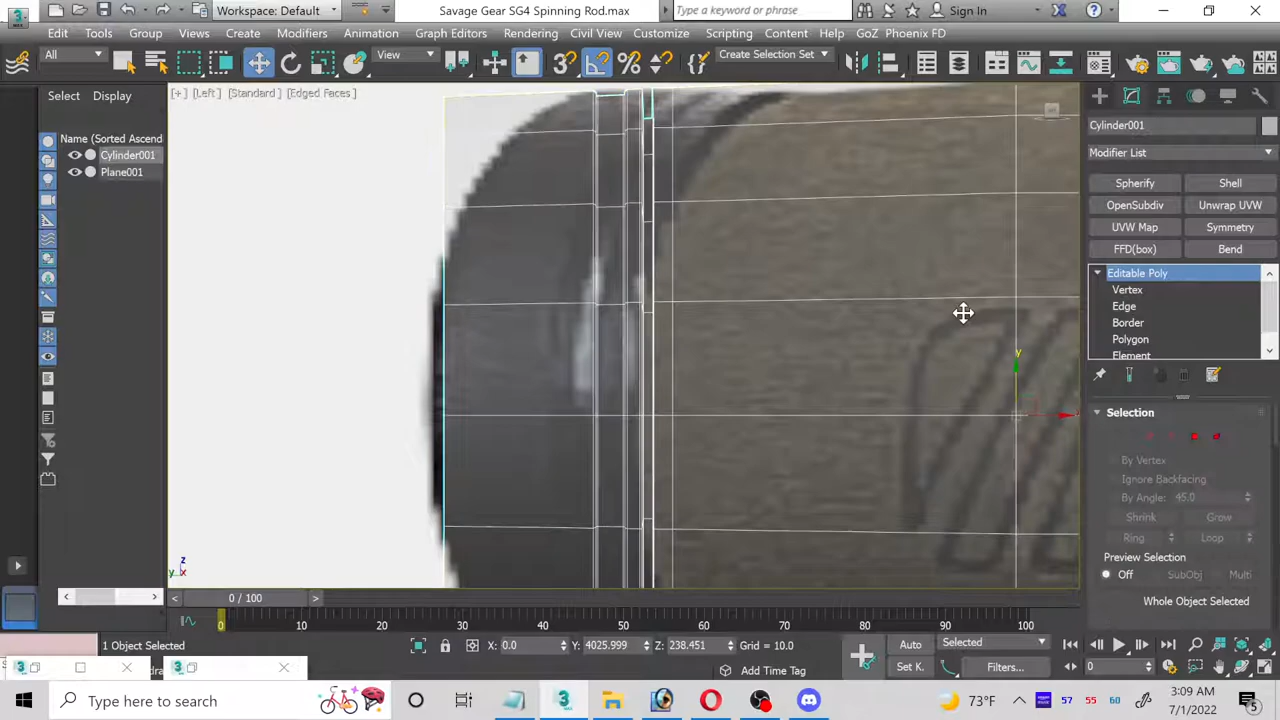 Workspace: Default
Savage Gear SG4 Spinning Rod.max
Type a keyword or phrase
Sign In
Edit Tools Group Views Create Modifiers Animation Graph Editors Rendering Civil View Customize Scripting Content Help GoZ Phoenix FD
All
View
Create Selection Set
Select Display
[+] [Left] [Standard] [Edged Faces]
Name (Sorted Ascend
Cylinder001
Plane001
Cylinder001
Modifier List
Spherify Shell
OpenSubdiv Unwrap UVW
UVW Map Symmetry
FFD(box) Bend
Editable Poly
Vertex
Edge
Border
Polygon
Element
Selection
By Vertex
Ignore Backfacing
By Angle: 45.0
Shrink Grow
Ring Loop
Preview Selection
Off SubObj Multi
Whole Object Selected
y
z
y x
0 / 100
0 10 20 30 40 50 60 70 80 90 100
1 Object Selected
X: 0.0 Y: 4025.999 Z: 238.451 Grid = 10.0
Auto Selected
Add Time Tag
Set K. Filters...
0
Type here to search
73°F
57 55 60
3:09 AM
7/1/2022
5